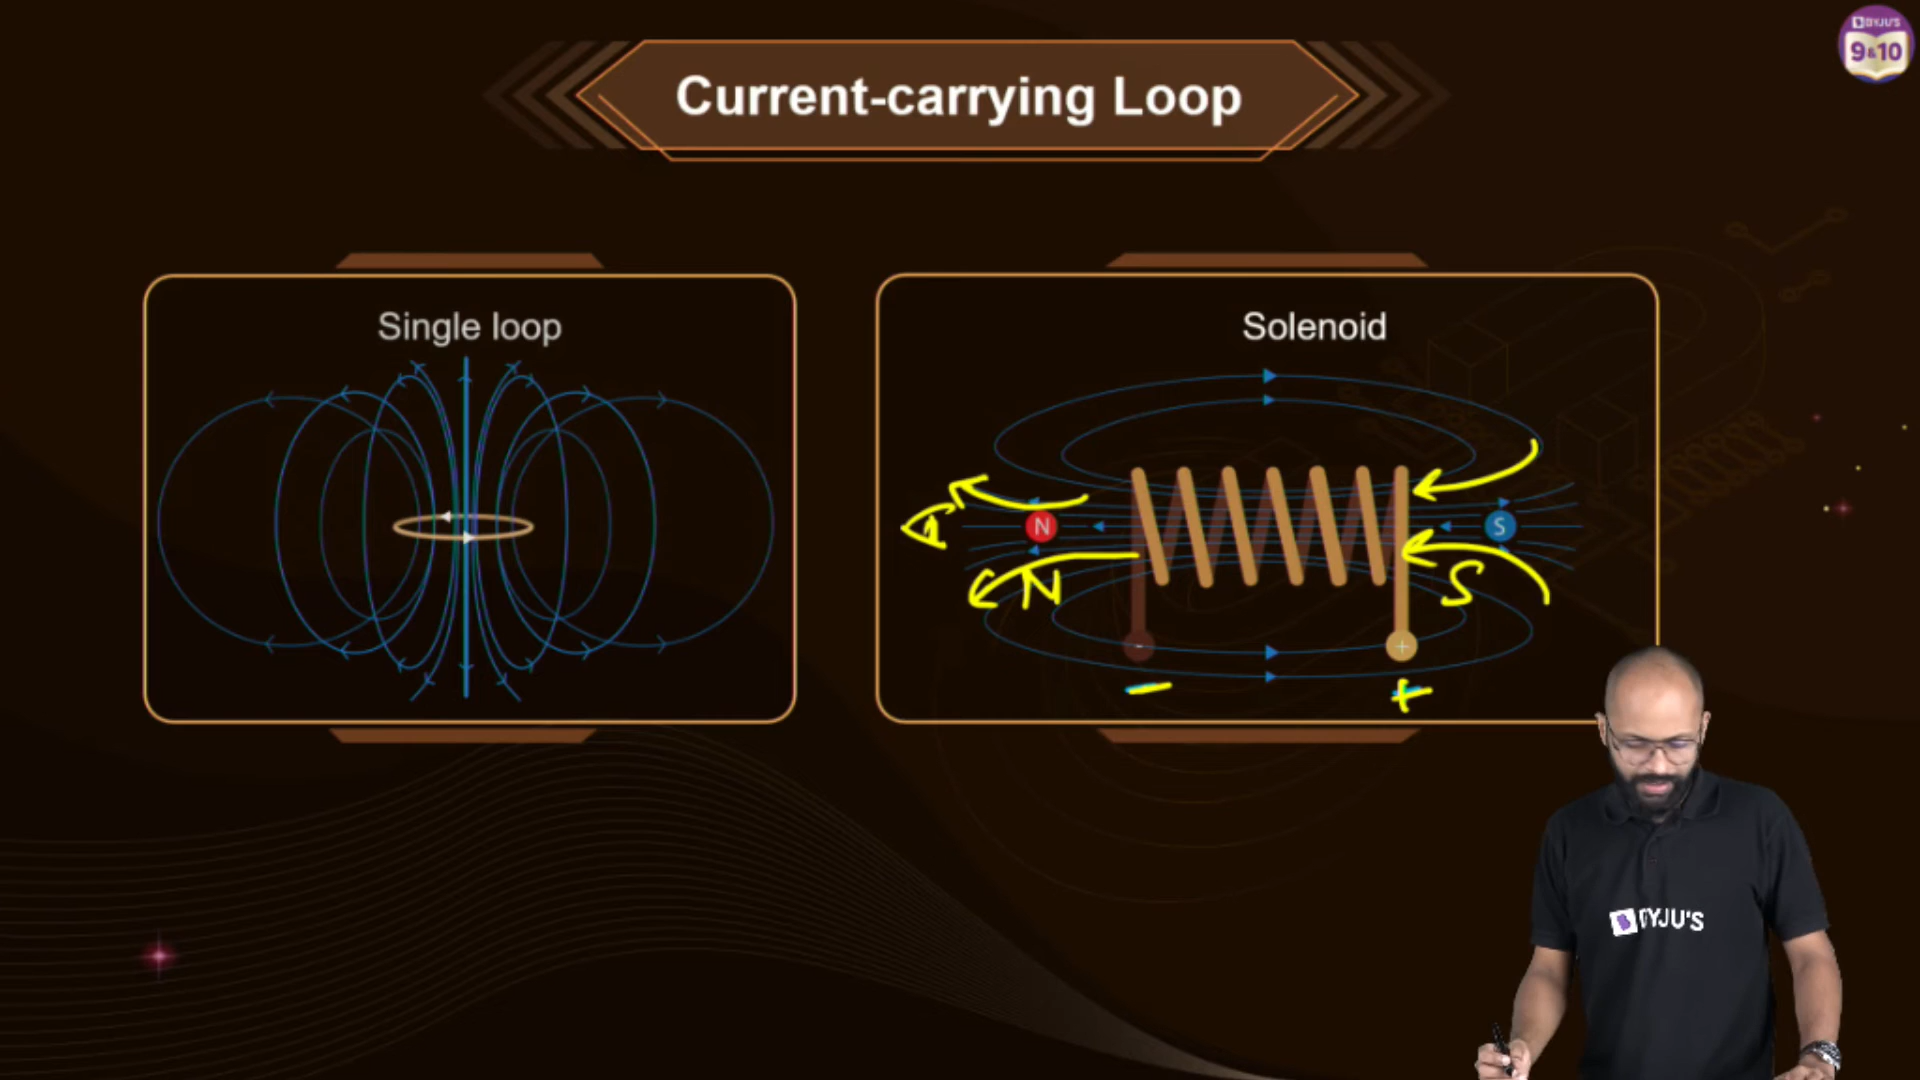 BYJU'S
9&10
Current-carrying Loop
Single loop
Solenoid
N
S
N
S
-
+
-
+
BYJU'S